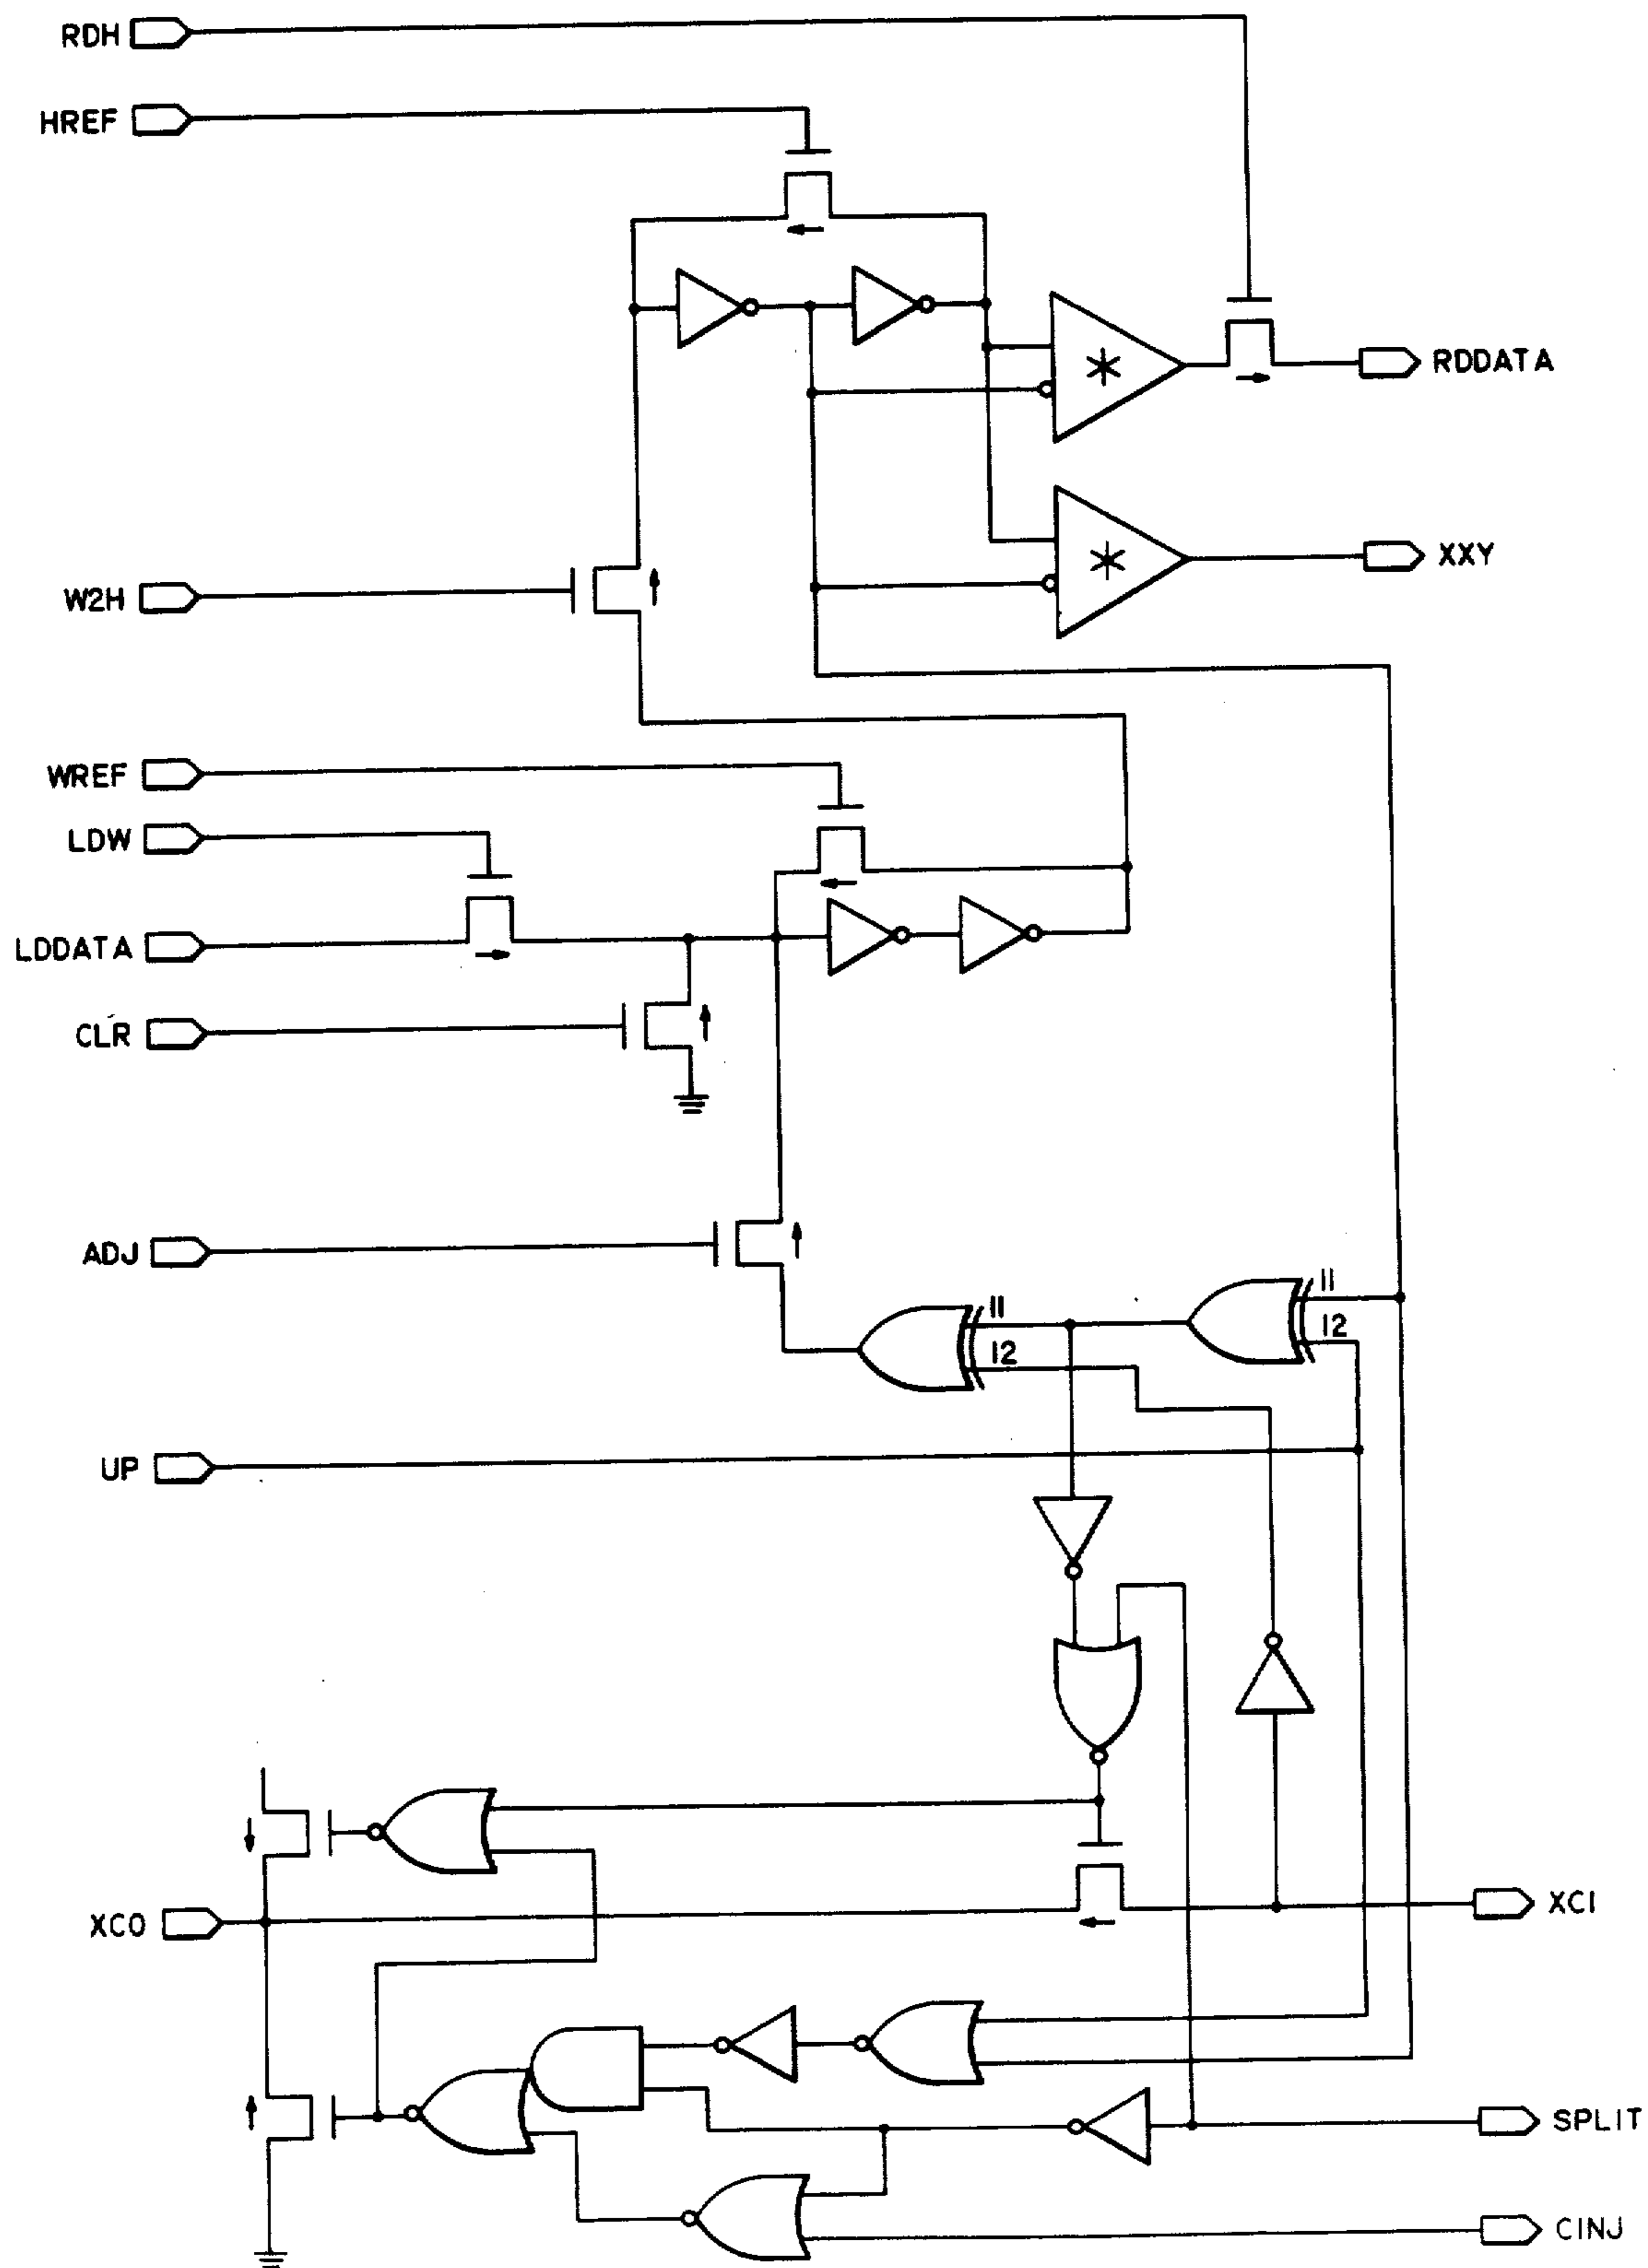 RDH
HREF
RDDATA
XXY
W2H
WREF
LDW
LDDATA
CLR
ADJ
11
12
11
12
UP
XCO
XCI
SPLIT
CINJ